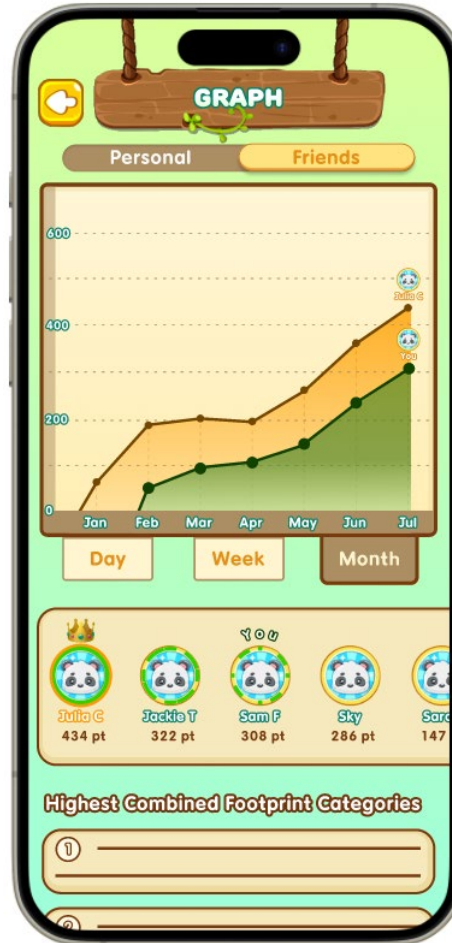 GRAPH
Personal Friends
600
400
200
0
Julia C
You
Jan Feb Mar Apr May Jun Jul
Day Week Month
You
Julia C Jackie T Sam F Sky
434 pt 322 pt 308 pt 286 pt 147
Highest Combined Footprint Categories
1
2